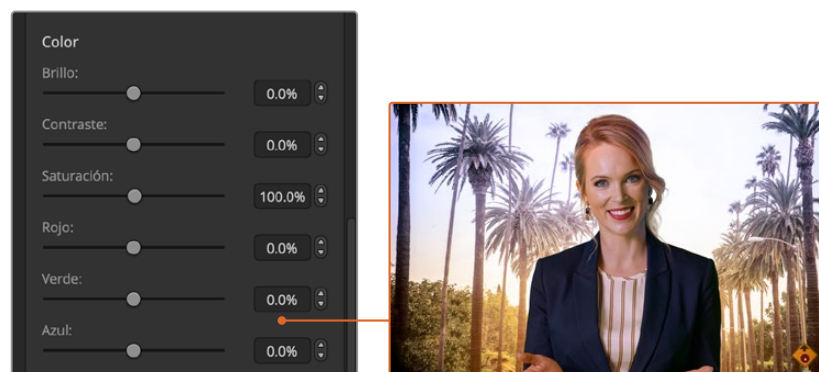 Color
Brillo:
0.0%
Contraste:
0.0%
Saturación:
100.0%
Rojo:
0.0%
Verde:
0.0%
Azul:
0.0%